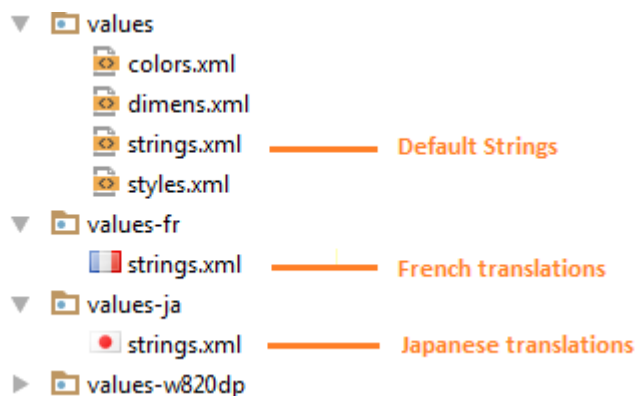 values
colors.xml
dimens.xml
strings.xml Default Strings
styles.xml
values-fr
strings.xml French translations
values-ja
strings.xml Japanese translations
values-w820dp